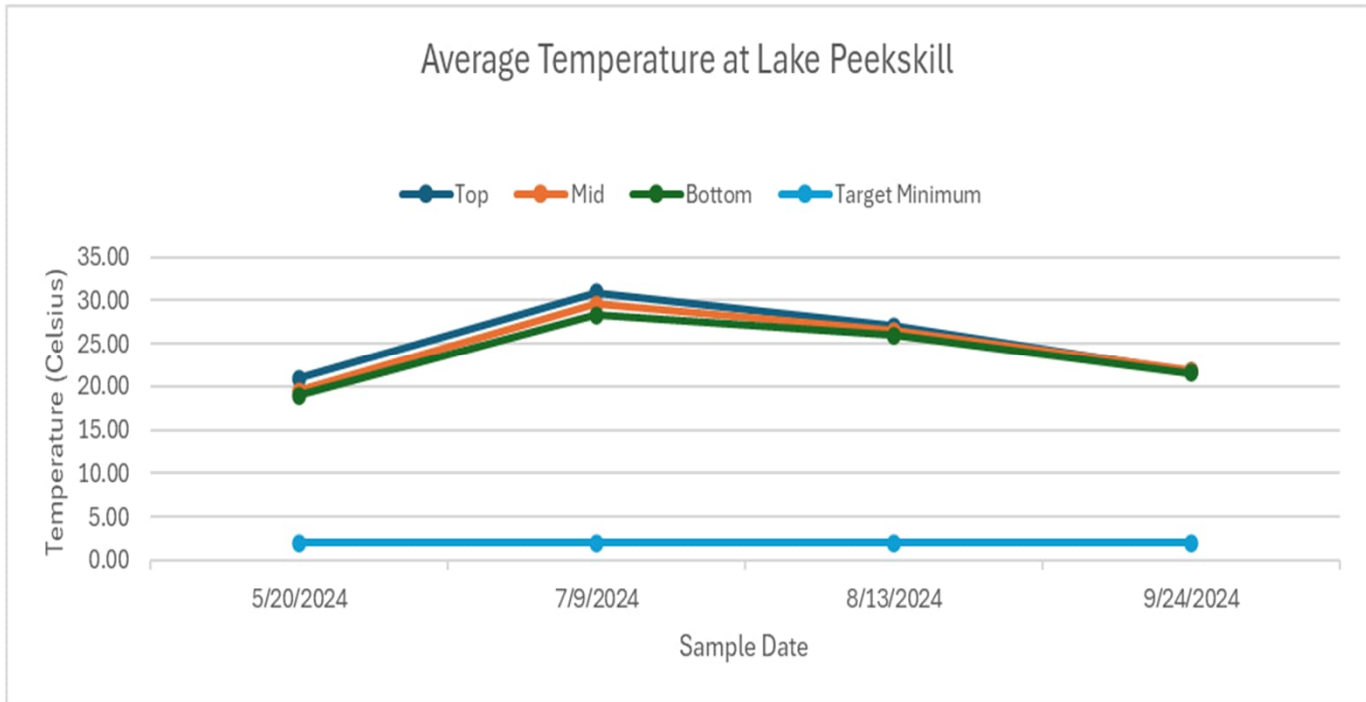 Average Temperature at Lake Peekskill
Top Mid Bottom Target Minimum
Temperature (Celsius)
35.00
30.00
25.00
20.00
15.00
10.00
5.00
0.00
5/20/2024 7/9/2024 8/13/2024 9/24/2024
Sample Date